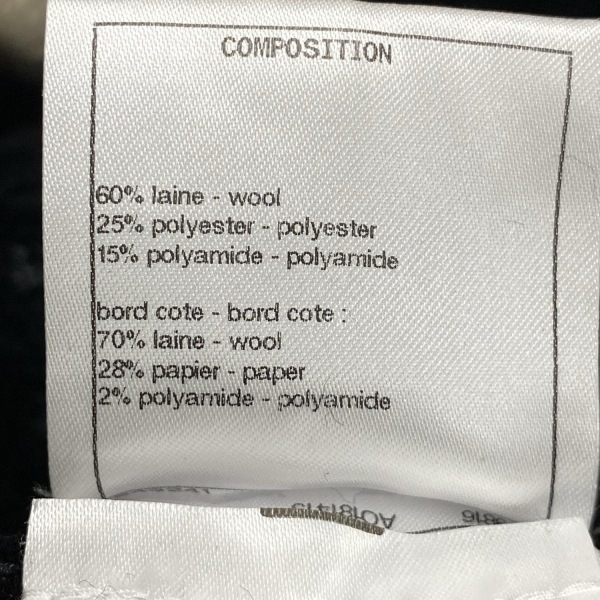 COMPOSITION
60% laine - wool
25% polyester - polyester
15% polyamide - polyamide
bord cote - bord cote :
70% laine - wool
28% papier - paper
2% polyamide - polyamide